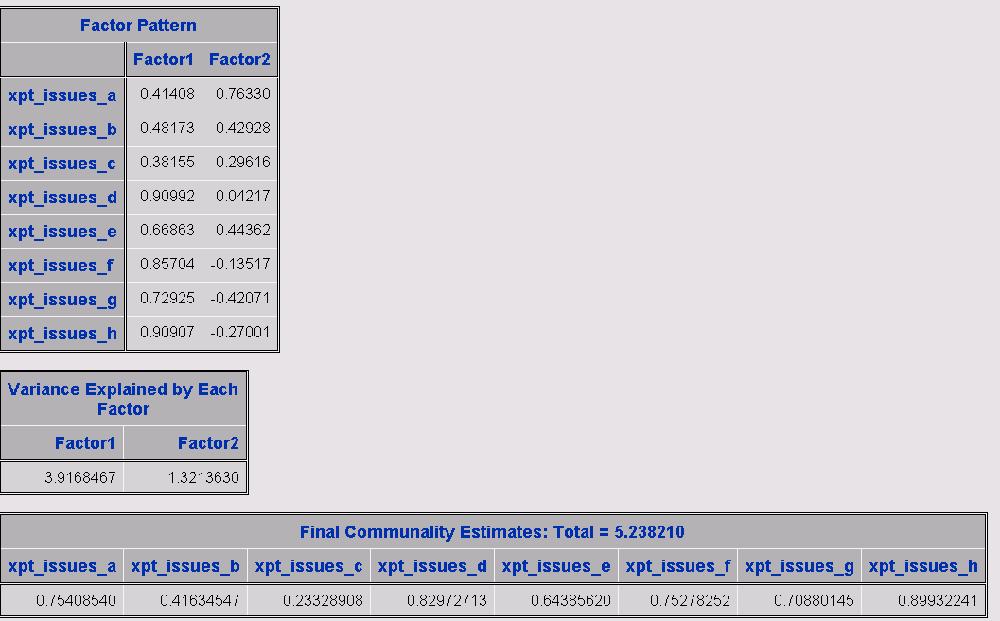 Factor Pattern
Factor1 Factor2
xpt_issues_a 0.41408 0.76330
xpt_issues_b 0.48173 0.42928
xpt_issues_c 0.38155 -0.29616
xpt_issues_d 0.90992 -0.04217
xpt_issues_e 0.66863 0.44362
xpt_issues_f 0.85704 -0.13517
xpt_issues_g 0.72925 -0.42071
xpt_issues_h 0.90907 -0.27001
Variance Explained by Each
Factor
Factor1 Factor2
3.9168467 1.3213630
Final Communality Estimates: Total = 5.238210
xpt_issues_a xpt_issues_b xpt_issues_c xpt_issues_d xpt_issues_e xpt_issues_f xpt_issues_g xpt_issues_h
0.75408540 0.41634547 0.23328908 0.82972713 0.64385620 0.75278252 0.70880145 0.89932241